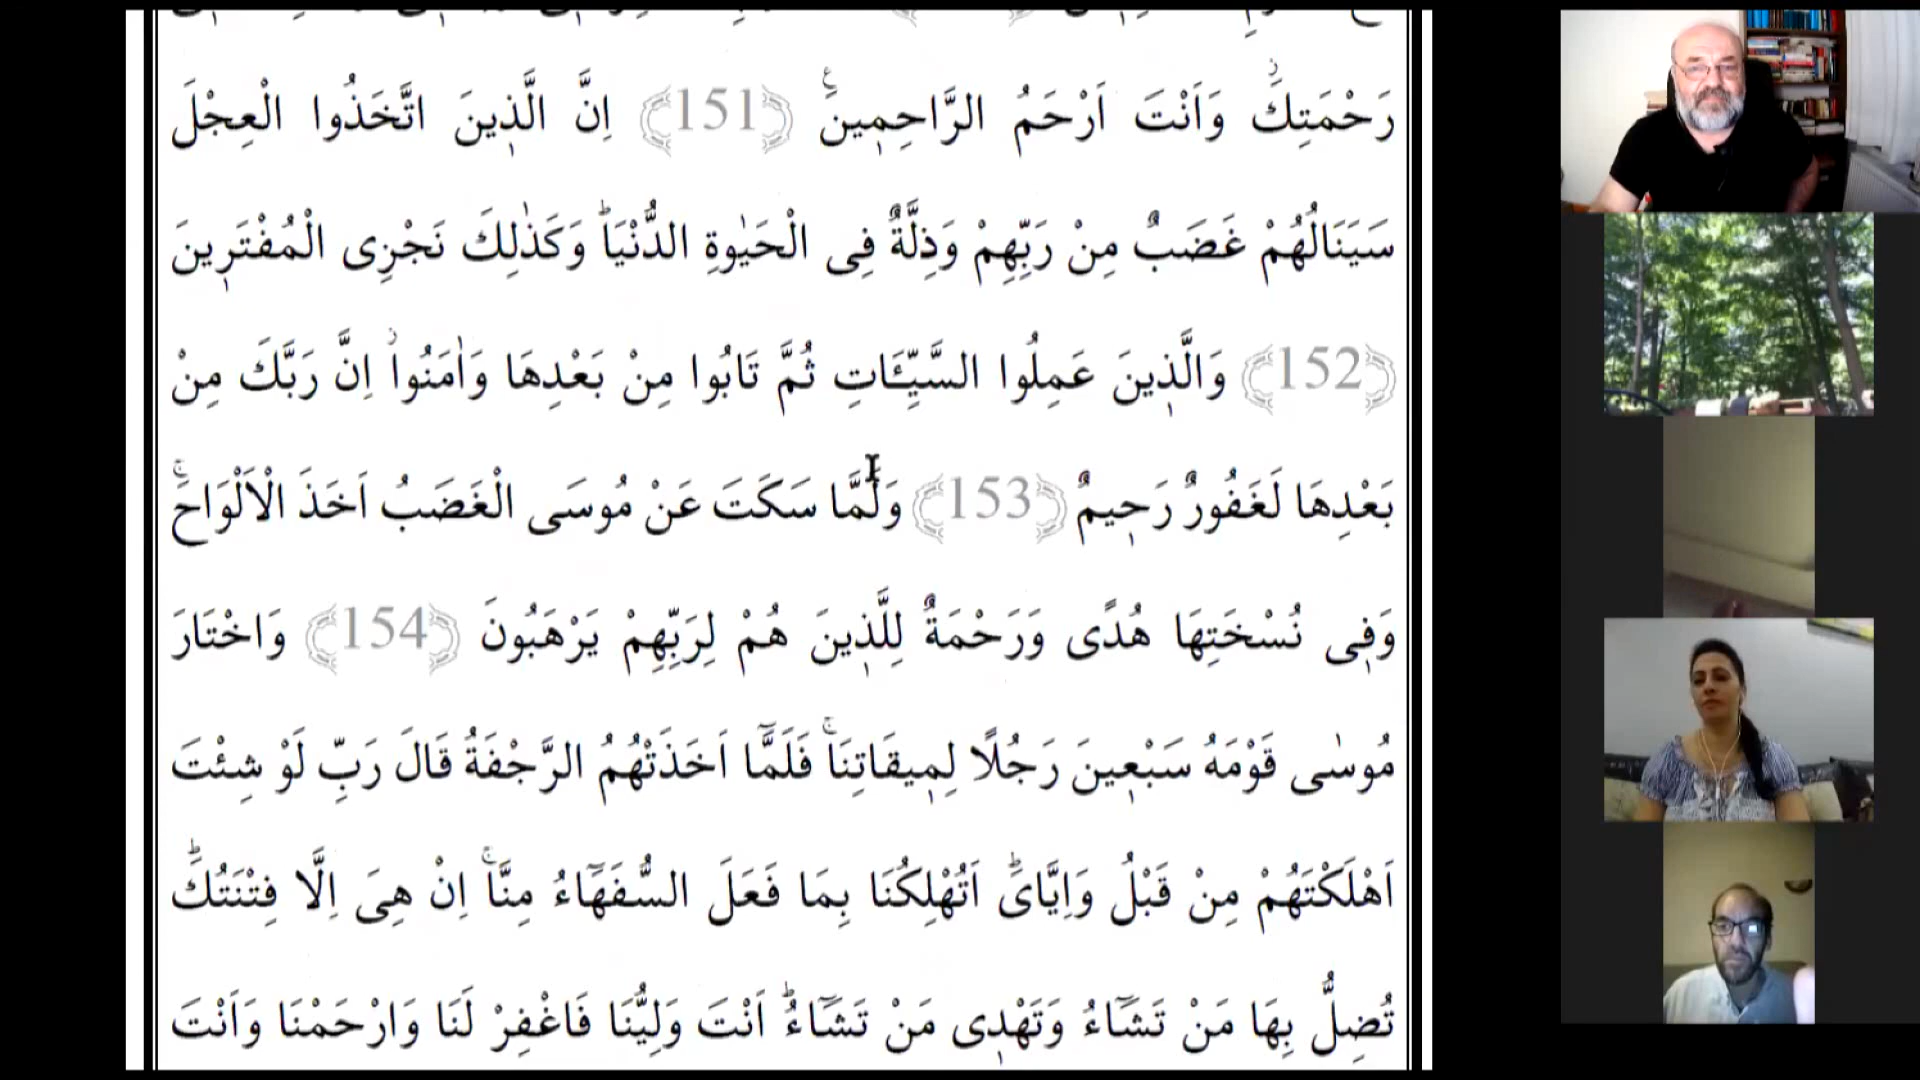 رَحْمَتِكَۘ وَاَنْتَ اَرْحَمُ الرَّاحِمٖينَ ﴿151﴾ اِنَّ الَّذٖينَ اتَّخَذُوا الْعِجْلَ
سَيَنَالُهُمْ غَضَبٌ مِنْ رَبِّهِمْ وَذِلَّةٌ فِى الْحَيٰوةِ الدُّنْيَاؕ وَكَذٰلِكَ نَجْزِى الْمُفْتَرٖينَ
﴿152﴾ وَالَّذٖينَ عَمِلُوا السَّيِّـَٔاتِ ثُمَّ تَابُوا مِنْ بَعْدِهَا وَاٰمَنُوا اِنَّ رَبَّكَ مِنْ
بَعْدِهَا لَغَفُورٌ رَحٖيمٌ ﴿153﴾ وَلَمَّا سَكَتَ عَنْ مُوسَى الْغَضَبُ اَخَذَ الْاَلْوَاحَۚ
وَفٖى نُسْخَتِهَا هُدًى وَرَحْمَةٌ لِلَّذٖينَ هُمْ لِرَبِّهِمْ يَرْهَبُونَ ﴿154﴾ وَاخْتَارَ
مُوسٰى قَوْمَهُ سَبْعٖينَ رَجُلًا لِمٖيقَاتِنَاۚ فَلَمَّٓا اَخَذَتْهُمُ الرَّجْفَةُ قَالَ رَبِّ لَوْ شِئْتَ
اَهْلَكْتَهُمْ مِنْ قَبْلُ وَاِيَّاىَؕ اَتُهْلِكُنَا بِمَا فَعَلَ السُّفَهَٓاءُ مِنَّاۚ اِنْ هِىَ اِلَّا فِتْنَتُكَؕ
تُضِلُّ بِهَا مَنْ تَشَٓاءُ وَتَهْدٖى مَنْ تَشَٓاءُؕ اَنْتَ وَلِيُّنَا فَاغْفِرْ لَنَا وَارْحَمْنَا وَاَنْتَ